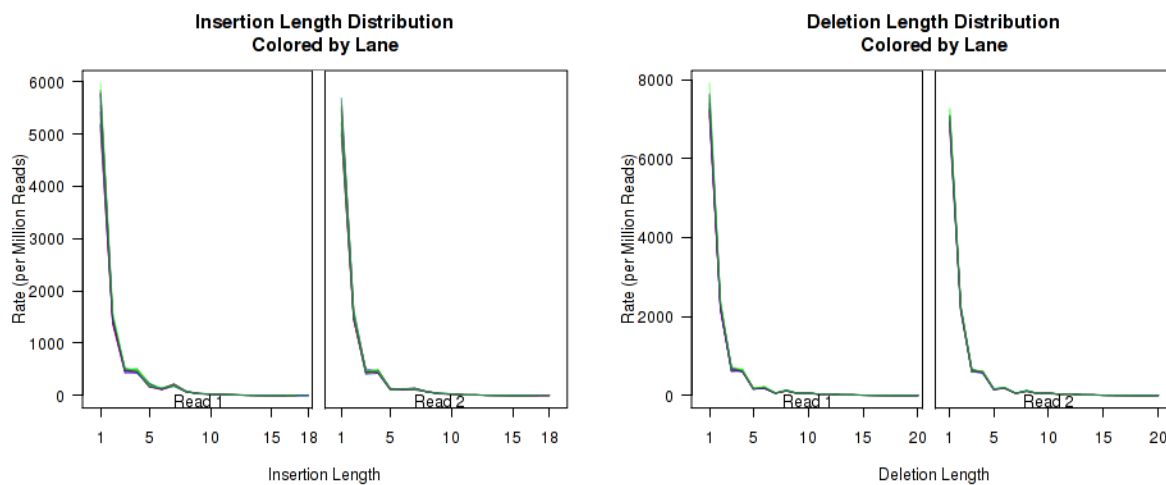 Insertion Length Distribution
Colored by Lane
Rate (per Million Reads)
6000
5000
4000
3000
2000
1000
0
Read 1
Read 2
1 5 10 15 18
1 5 10 15 18
Insertion Length
Deletion Length Distribution
Colored by Lane
Rate (per Million Reads)
8000
6000
4000
2000
0
Read 1
Read 2
1 5 10 15 20
1 5 10 15 20
Deletion Length